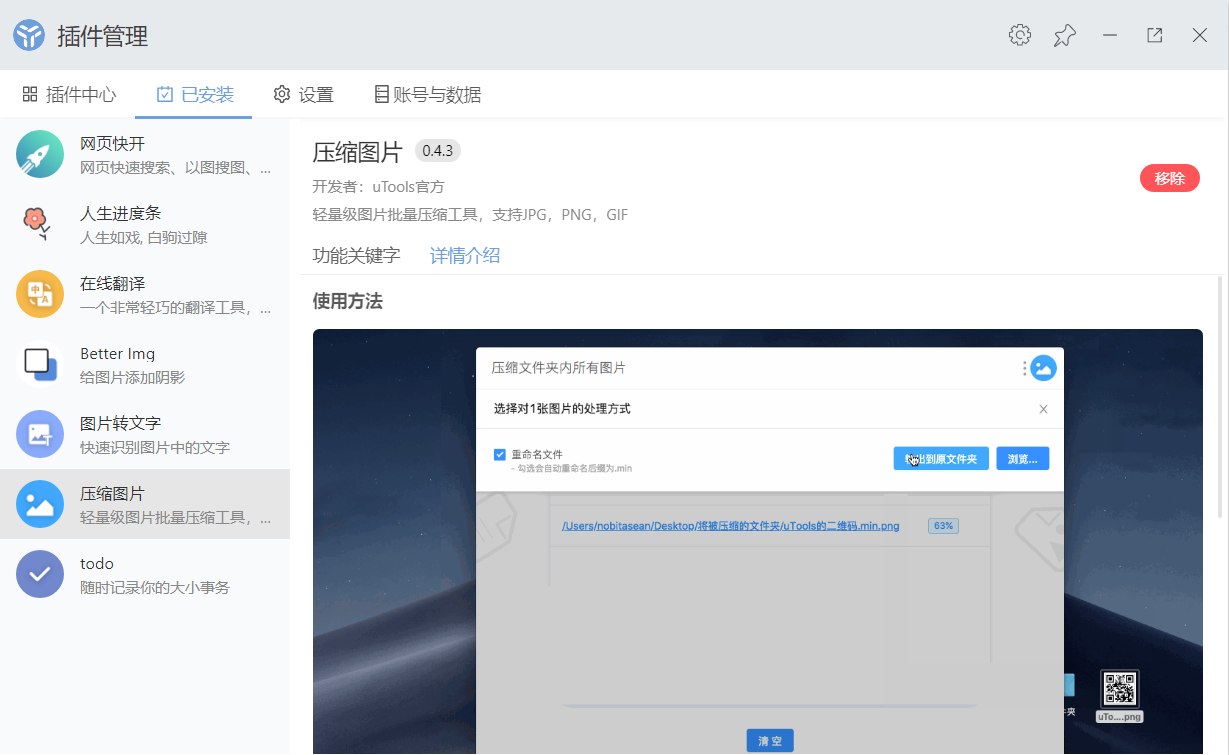 插件管理
插件中心
已安装
设置
账号与数据
网页快开
网页快速搜索、以图搜图、...
人生进度条
人生如戏, 白驹过隙
在线翻译
一个非常轻巧的翻译工具，...
Better Img
给图片添加阴影
图片转文字
快速识别图片中的文字
压缩图片
轻量级图片批量压缩工具，...
todo
随时记录你的大小事务
压缩图片
0.4.3
开发者：uTools官方
轻量级图片批量压缩工具，支持JPG，PNG，GIF
移除
功能关键字
详情介绍
使用方法
压缩文件夹内所有图片
选择对1张图片的处理方式
重命名文件
- 勾选会自动重命名后缀为.min
出到原文件夹
浏览...
/Users/nobitasean/Desktop/将被压缩的文件夹/uTools的二维码.min.png
63%
夹
uTo....png
清 空